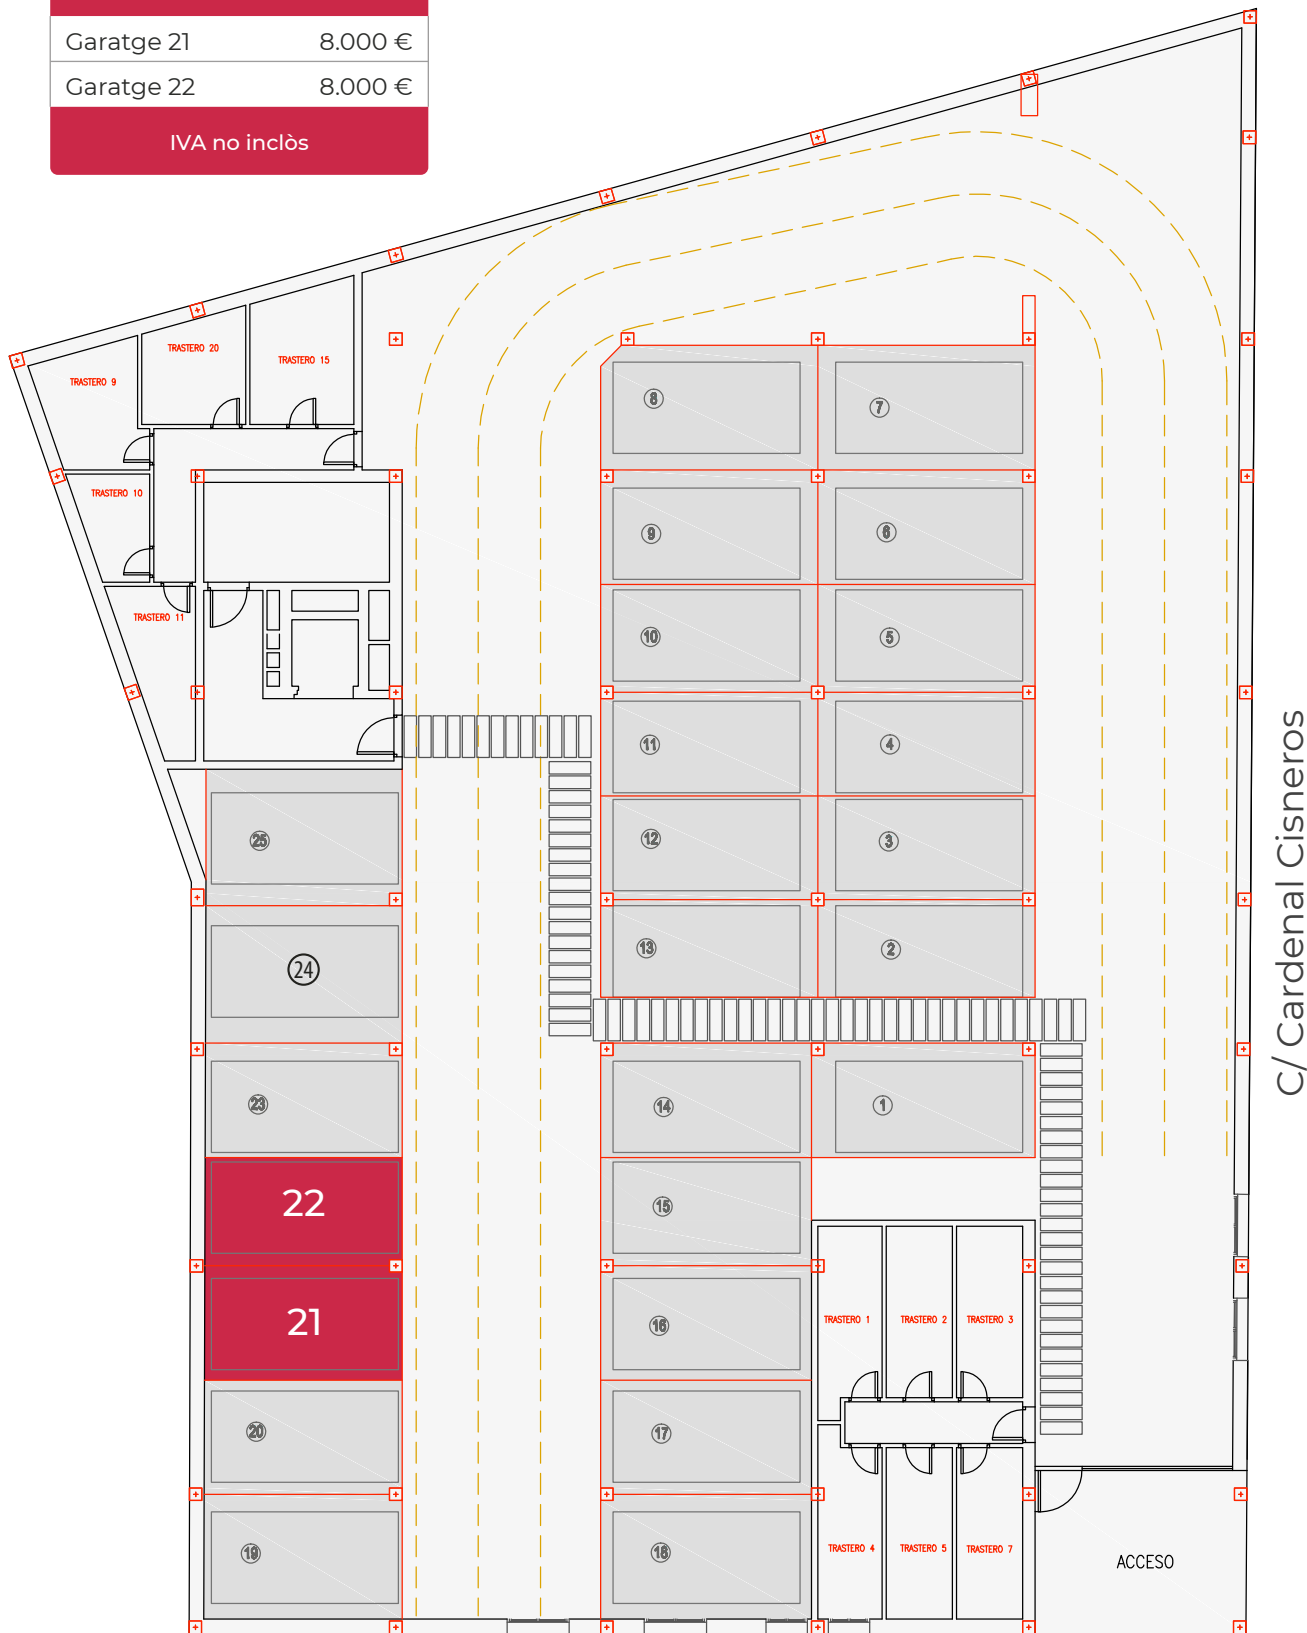 Garatge 21 8.000 €
Garatge 22 8.000 €
IVA no inclòs
TRASTERO 20
TRASTERO 15
TRASTERO 9
TRASTERO 10
TRASTERO 11
8
7
9
6
10
5
11
4
12
3
13
2
25
24
23
22
21
20
19
14
1
15
16
17
18
TRASTERO 1
TRASTERO 2
TRASTERO 3
TRASTERO 4
TRASTERO 5
TRASTERO 7
ACCESO
C/ Cardenal Cisneros